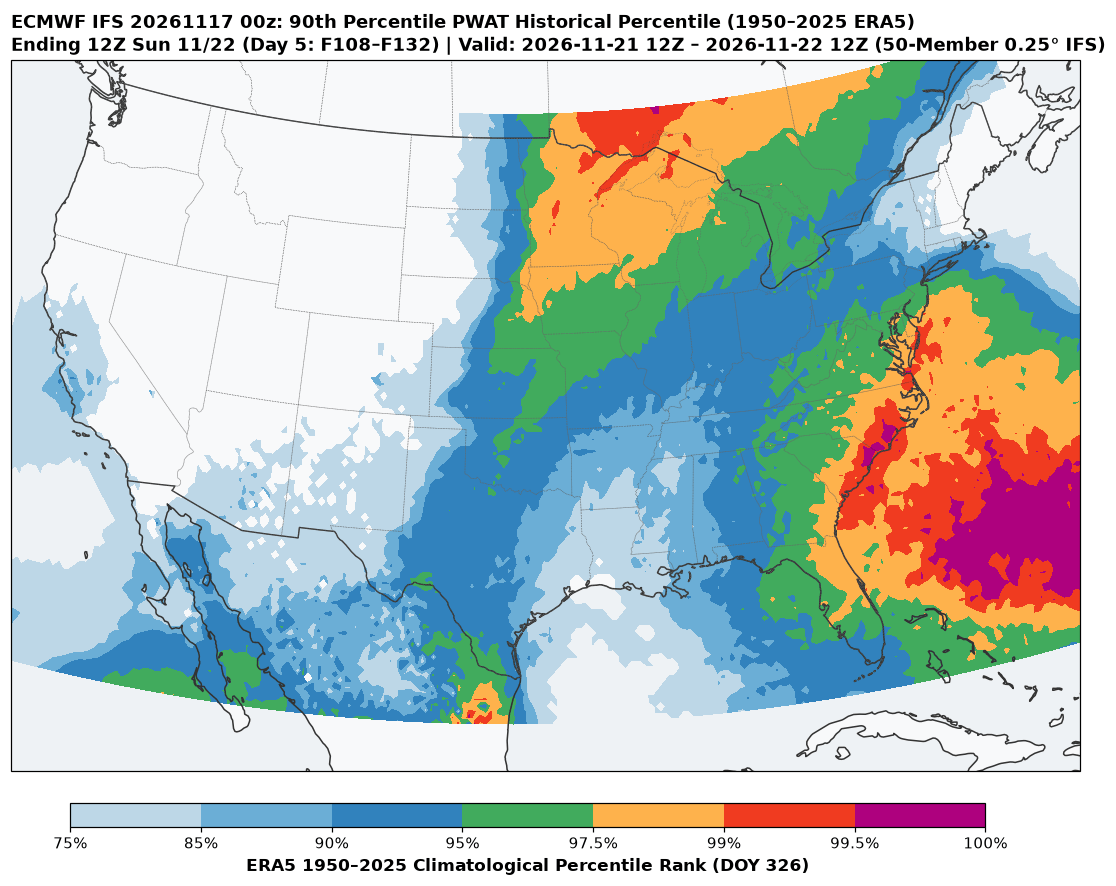 ECMWF IFS 20261117 00z: 90th Percentile PWAT Historical Percentile (1950–2025 ERA5)
Ending 12Z Sun 11/22 (Day 5: F108–F132) | Valid: 2026-11-21 12Z – 2026-11-22 12Z (50-Member 0.25° IFS)
75% 85% 90% 95% 97.5% 99% 99.5% 100%
ERA5 1950–2025 Climatological Percentile Rank (DOY 326)